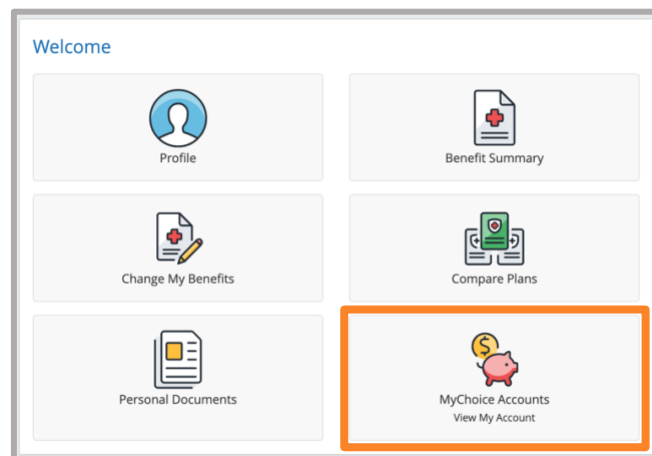 Welcome
Profile
Benefit Summary
Change My Benefits
Compare Plans
Personal Documents
MyChoice Accounts
View My Account